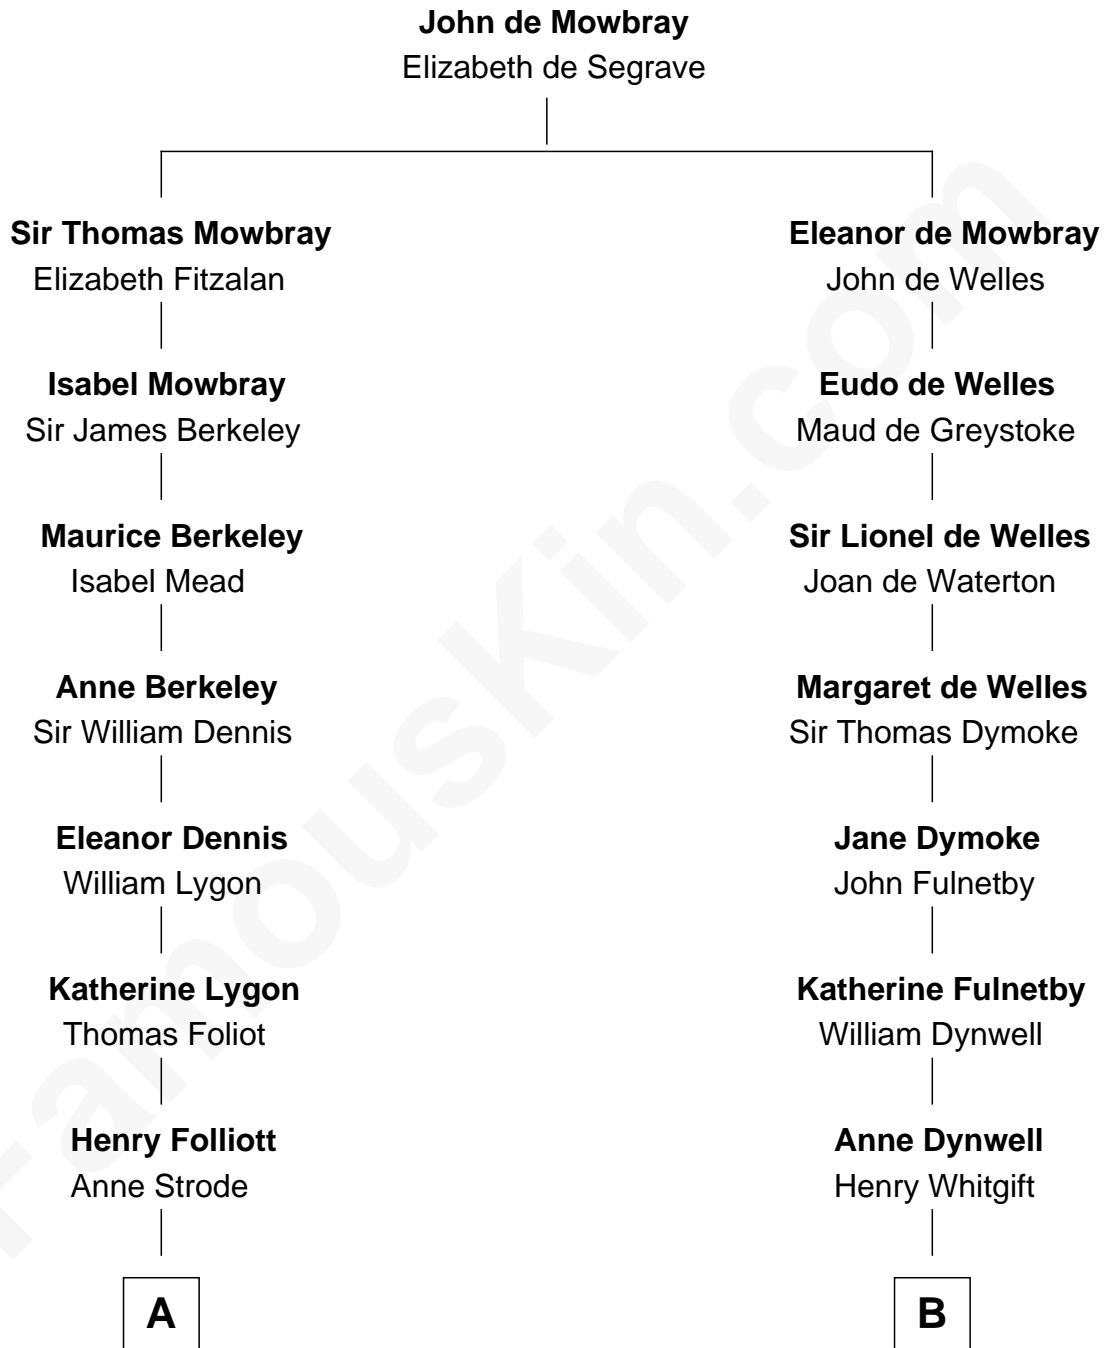 John de Mowbray
Elizabeth de Segrave
Sir Thomas Mowbray
Elizabeth Fitzalan
Eleanor de Mowbray
John de Welles
Isabel Mowbray
Sir James Berkeley
Eudo de Welles
Maud de Greystoke
Maurice Berkeley
Isabel Mead
Sir Lionel de Welles
Joan de Waterton
Anne Berkeley
Sir William Dennis
Margaret de Welles
Sir Thomas Dymoke
Eleanor Dennis
William Lygon
Jane Dymoke
John Fulnetby
Katherine Lygon
Thomas Foliot
Katherine Fulnetby
William Dynwell
Henry Folliott
Anne Strode
Anne Dynwell
Henry Whitgift
A
B
FamousKin.com